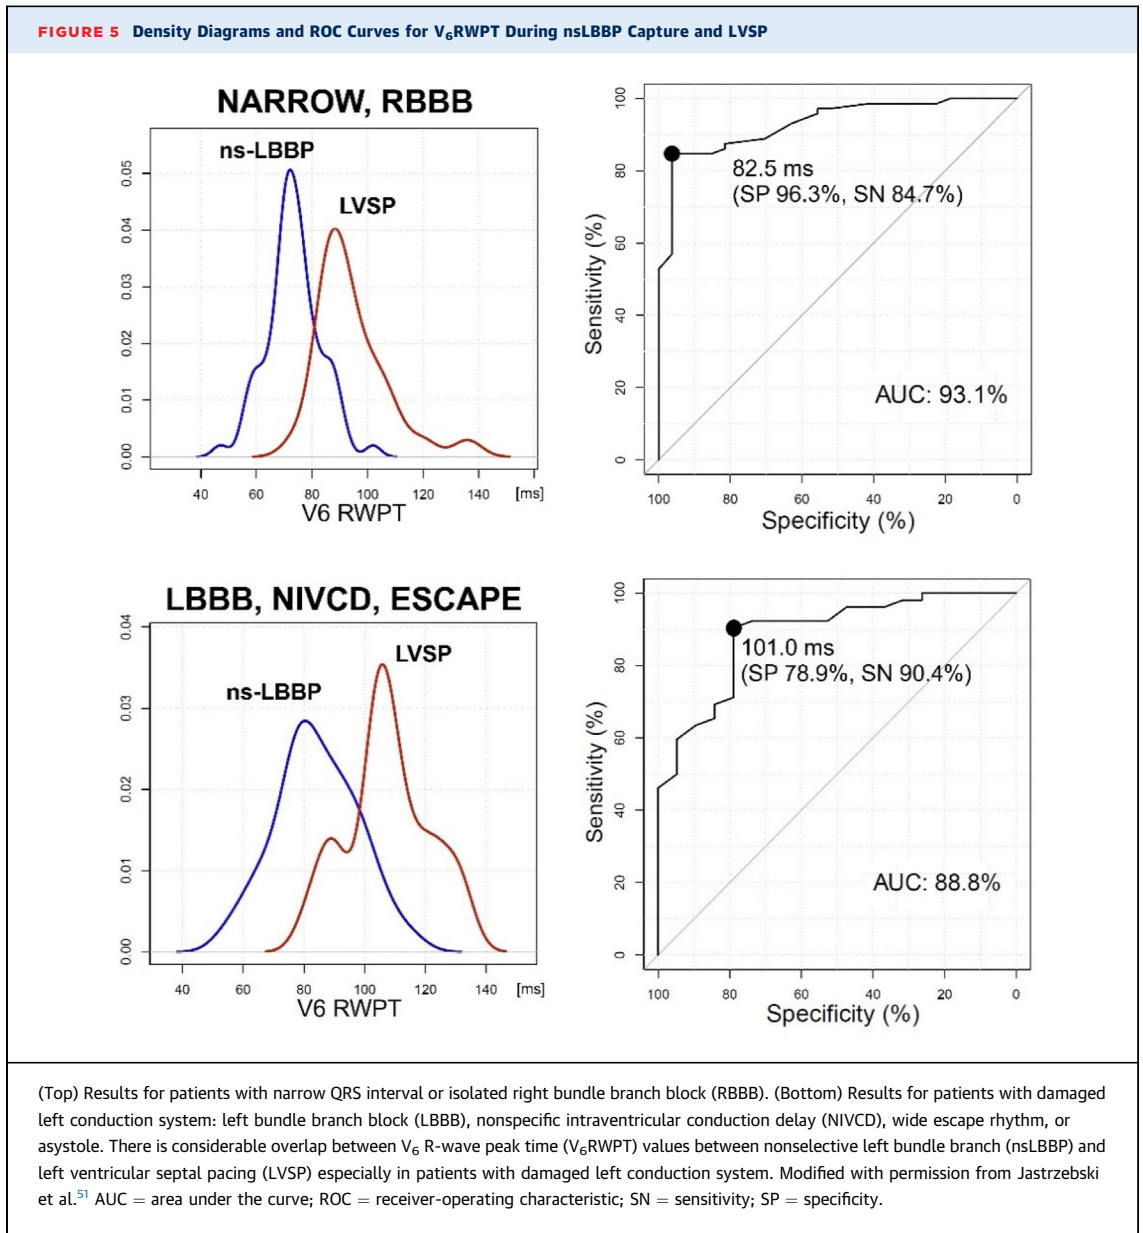 FIGURE 5 Density Diagrams and ROC Curves for V₆RWPT During nsLBBP Capture and LVSP
NARROW, RBBB
ns-LBBP
LVSP
0.05
0.04
0.03
0.02
0.01
0.00
40 60 80 100 120 140 [ms]
V6 RWPT
100
80
60
40
20
0
Sensitivity (%)
82.5 ms
(SP 96.3%, SN 84.7%)
AUC: 93.1%
100 80 60 40 20 0
Specificity (%)
LBBB, NIVCD, ESCAPE
ns-LBBP
LVSP
0.04
0.03
0.02
0.01
0.00
40 60 80 100 120 140 [ms]
V6 RWPT
100
80
60
40
20
0
Sensitivity (%)
101.0 ms
(SP 78.9%, SN 90.4%)
AUC: 88.8%
100 80 60 40 20 0
Specificity (%)
(Top) Results for patients with narrow QRS interval or isolated right bundle branch block (RBBB). (Bottom) Results for patients with damaged
left conduction system: left bundle branch block (LBBB), nonspecific intraventricular conduction delay (NIVCD), wide escape rhythm, or
asystole. There is considerable overlap between V₆ R-wave peak time (V₆RWPT) values between nonselective left bundle branch (nsLBBP) and
left ventricular septal pacing (LVSP) especially in patients with damaged left conduction system. Modified with permission from Jastrzebski
et al.⁵¹ AUC = area under the curve; ROC = receiver-operating characteristic; SN = sensitivity; SP = specificity.